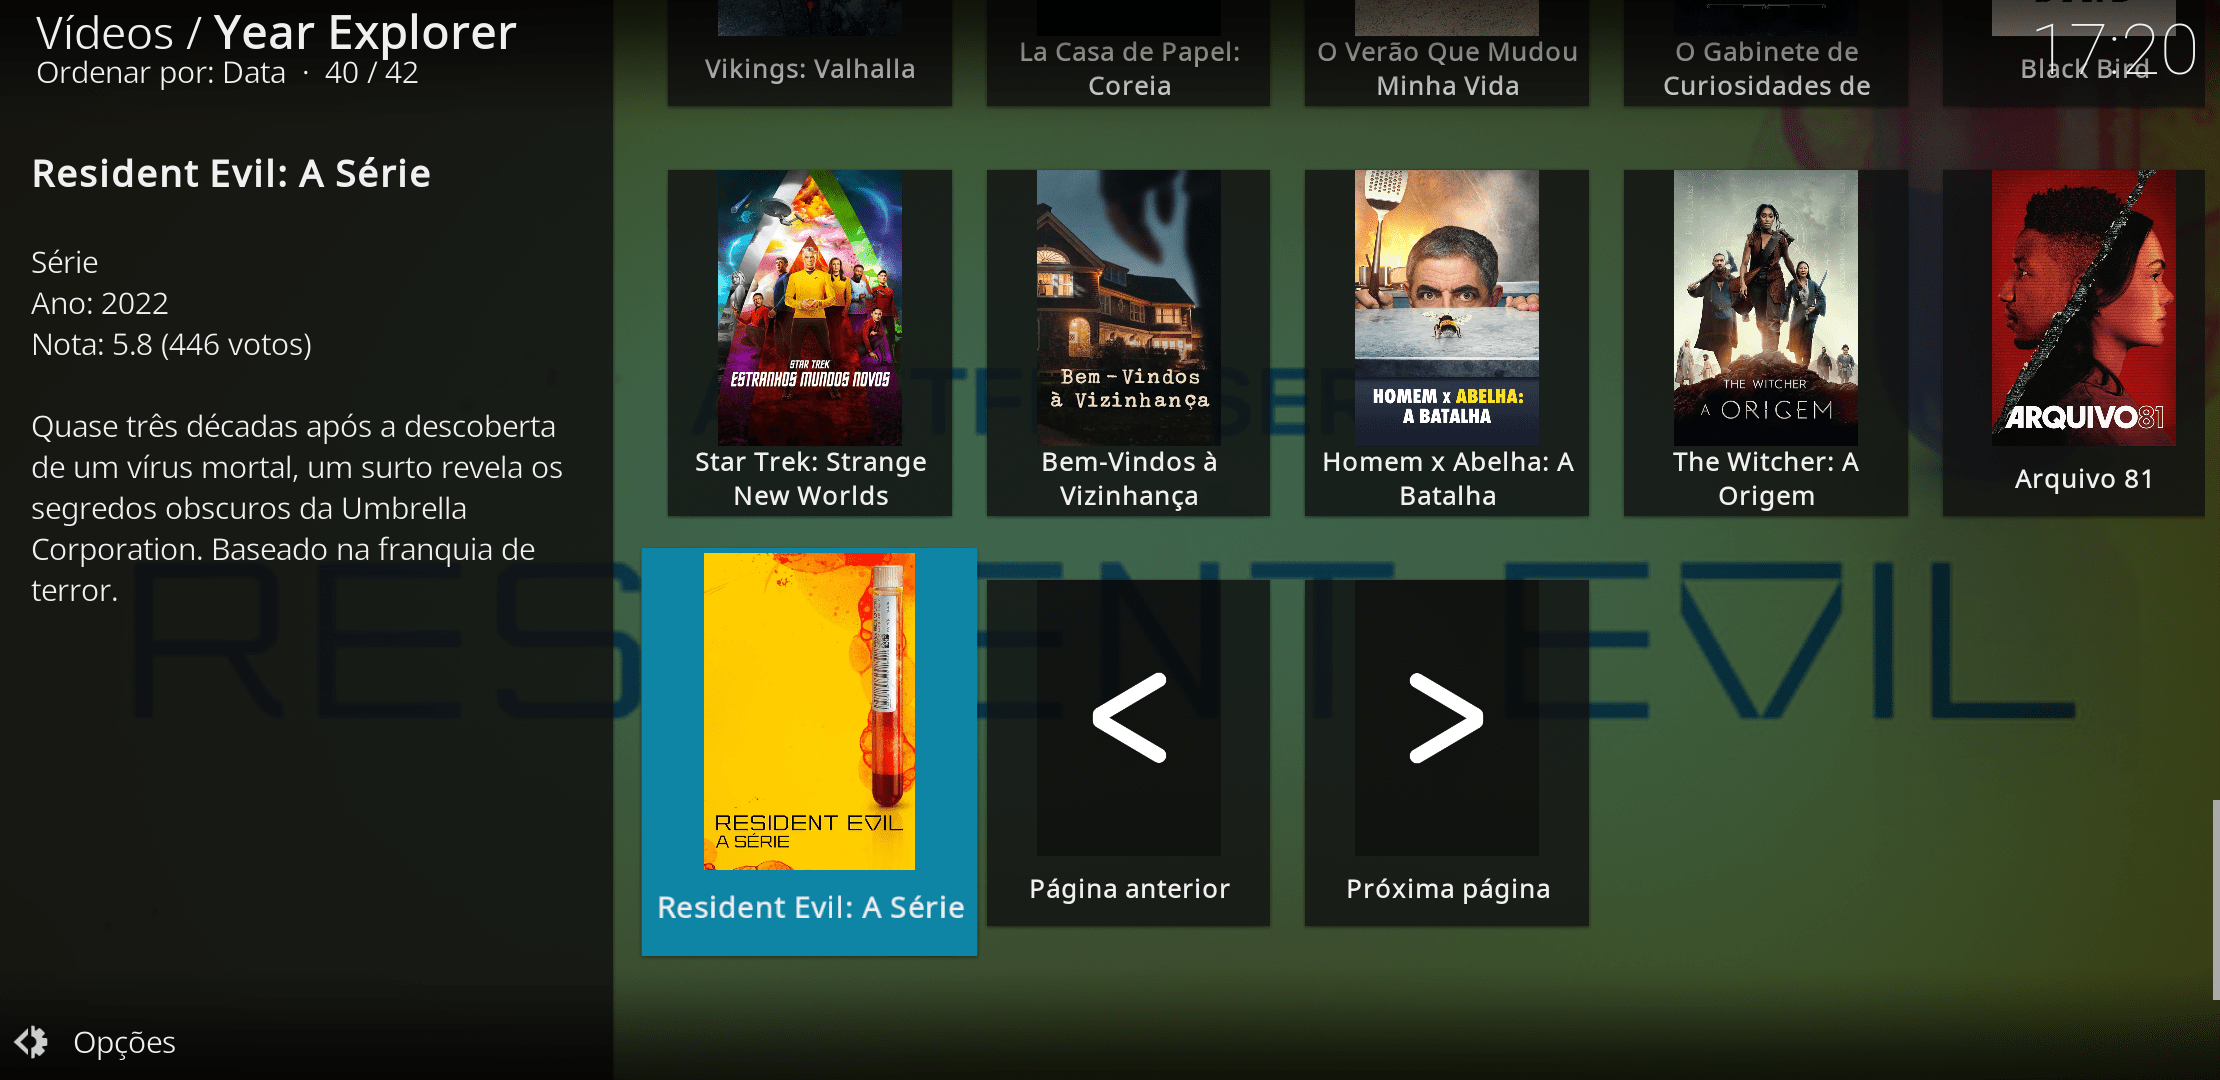 Vídeos / Year Explorer
Ordenar por: Data · 40 / 42
17:20
Resident Evil: A Série
Série
Ano: 2022
Nota: 5.8 (446 votos)
Quase três décadas após a descoberta
de um vírus mortal, um surto revela os
segredos obscuros da Umbrella
Corporation. Baseado na franquia de
terror.
Opções
Vikings: Valhalla
La Casa de Papel:
Coreia
O Verão Que Mudou
Minha Vida
O Gabinete de
Curiosidades de
Black Bird
STAR TREK
ESTRANHOS MUNDOS NOVOS
Star Trek: Strange
New Worlds
Bem-Vindos
à Vizinhança
Bem-Vindos à
Vizinhança
HOMEM x ABELHA:
A BATALHA
Homem x Abelha: A
Batalha
THE WITCHER
A ORIGEM
The Witcher: A
Origem
ARQUIVO 81
Arquivo 81
RESIDENT EVIL
A SÉRIE
Resident Evil: A Série
<
Página anterior
>
Próxima página
RESIDENT EVIL